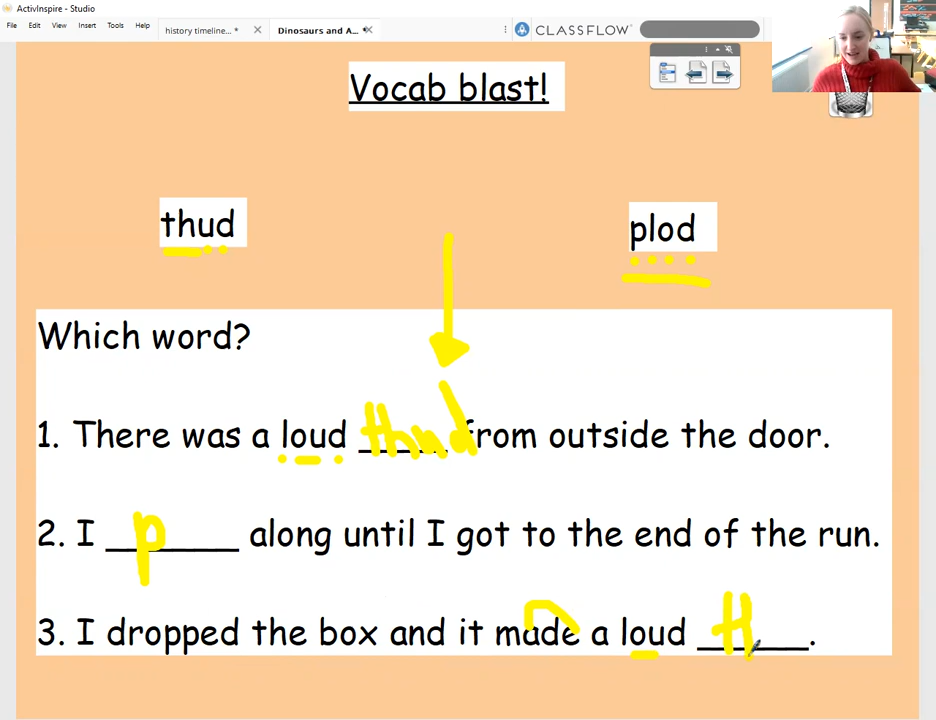 ActivInspire - Studio
File Edit View Insert Tools Help
history timeline...* Dinosaurs and A... CLASSFLOW
Vocab blast!
thud plod
Which word?
1. There was a loud thud from outside the door.
2. I p______ along until I got to the end of the run.
3. I dropped the box and it made a loud th_____.